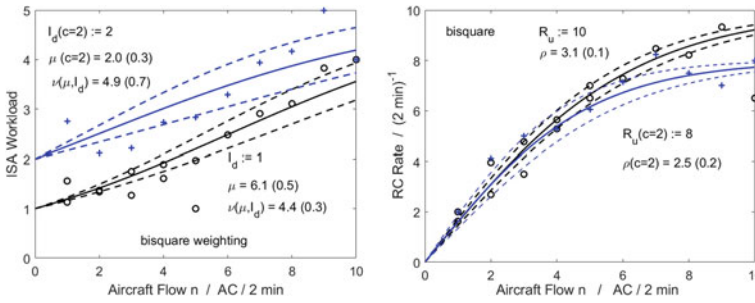 5
4
3
2
1
0
0
2
4
6
8
10
ISA Workload
Aircraft Flow n / AC / 2 min
I_d(c=2) := 2
μ (c=2) = 2.0 (0.3)
ν(μ,I_d) = 4.9 (0.7)
I_d := 1
μ = 6.1 (0.5)
ν(μ,I_d) = 4.4 (0.3)
bisquare weighting
10
8
6
4
2
0
0
2
4
6
8
10
RC Rate / (2 min)⁻¹
Aircraft Flow n / AC / 2 min
bisquare
R_u := 10
ρ = 3.1 (0.1)
R_u(c=2) := 8
ρ(c=2) = 2.5 (0.2)